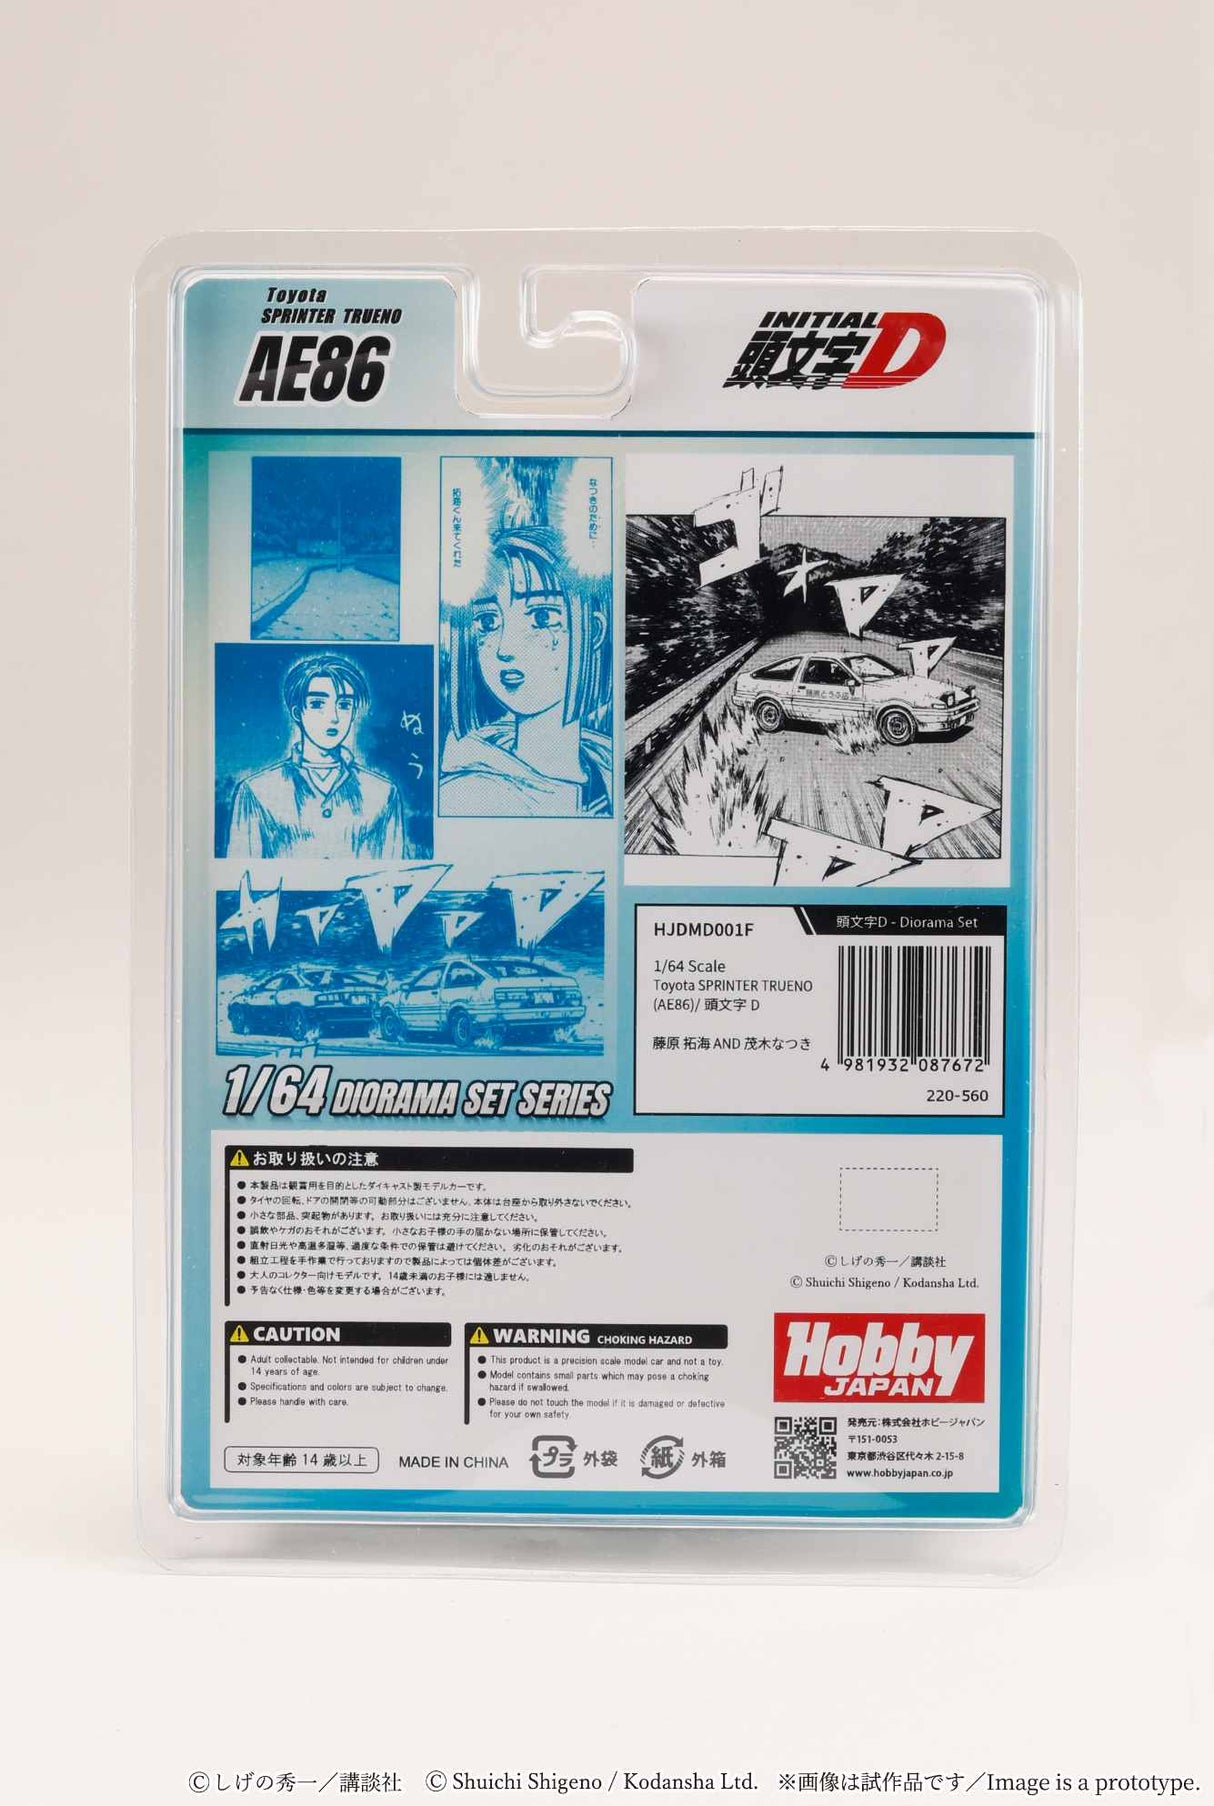 Toyota
SPRINTER TRUENO
AE86
INITIAL
頭文字D
なつきのために…
拓海くん来てくれた
ぬぅ
ゴ
ガ
1/64 DIORAMA SET SERIES
HJDMD001F
頭文字D - Diorama Set
1/64 Scale
Toyota SPRINTER TRUENO
(AE86)/ 頭文字 D
藤原 拓海 AND 茂木なつき
4 981932 087672
220-560
お取り扱いの注意
● 本製品は観賞用を目的としたダイキャスト製モデルカーです。
● タイヤの回転、ドアの開閉等の可動部分はございません、本体は台座から取り外さないでください。
● 小さな部品、突起物があります。お取り扱いには充分に注意してください。
● 誤飲やケガのおそれがございます。小さなお子様の手の届かない場所に保管してください。
● 直射日光や高温多湿等、過度な条件での保管は避けてください。劣化のおそれがございます。
● 組立工程を手作業で行っておりますので製品によっては個体差がございます。
● 大人のコレクター向けモデルです。14歳未満のお子様には適しません。
● 予告なく仕様・色等を変更する場合がございます。
©しげの秀一／講談社
© Shuichi Shigeno / Kodansha Ltd.
CAUTION
● Adult collectable. Not intended for children under
14 years of age.
● Specifications and colors are subject to change.
● Please handle with care.
WARNING CHOKING HAZARD
● This product is a precision scale model car and not a toy.
● Model contains small parts which may pose a choking
hazard if swallowed.
● Please do not touch the model if it is damaged or defective
for your own safety.
Hobby
JAPAN
発売元：株式会社ホビージャパン
〒151-0053
東京都渋谷区代々木 2-15-8
www.hobbyjapan.co.jp
対象年齢 14 歳以上
MADE IN CHINA
プラ 外袋
紙 外箱
©しげの秀一／講談社 © Shuichi Shigeno / Kodansha Ltd. ※画像は試作品です／Image is a prototype.